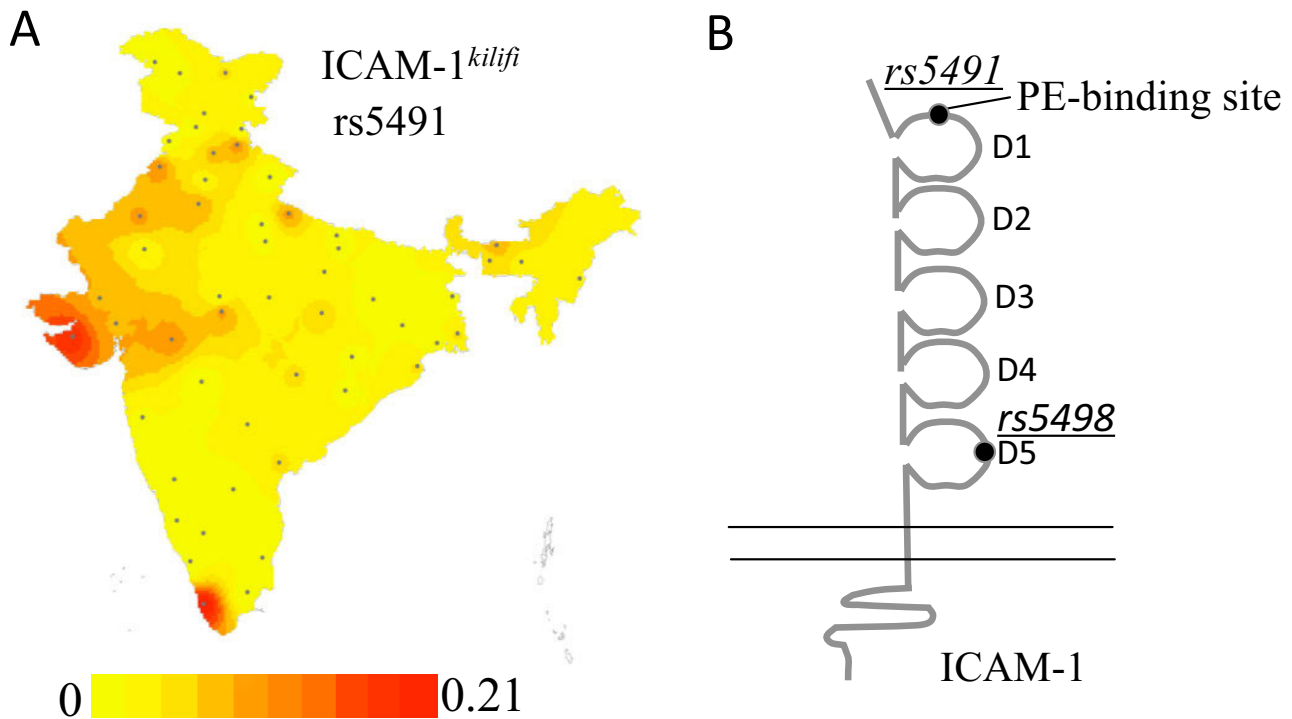 A
ICAM-1kilifi
rs5491
0
0.21
B
rs5491
PE-binding site
D1
D2
D3
D4
rs5498
D5
ICAM-1